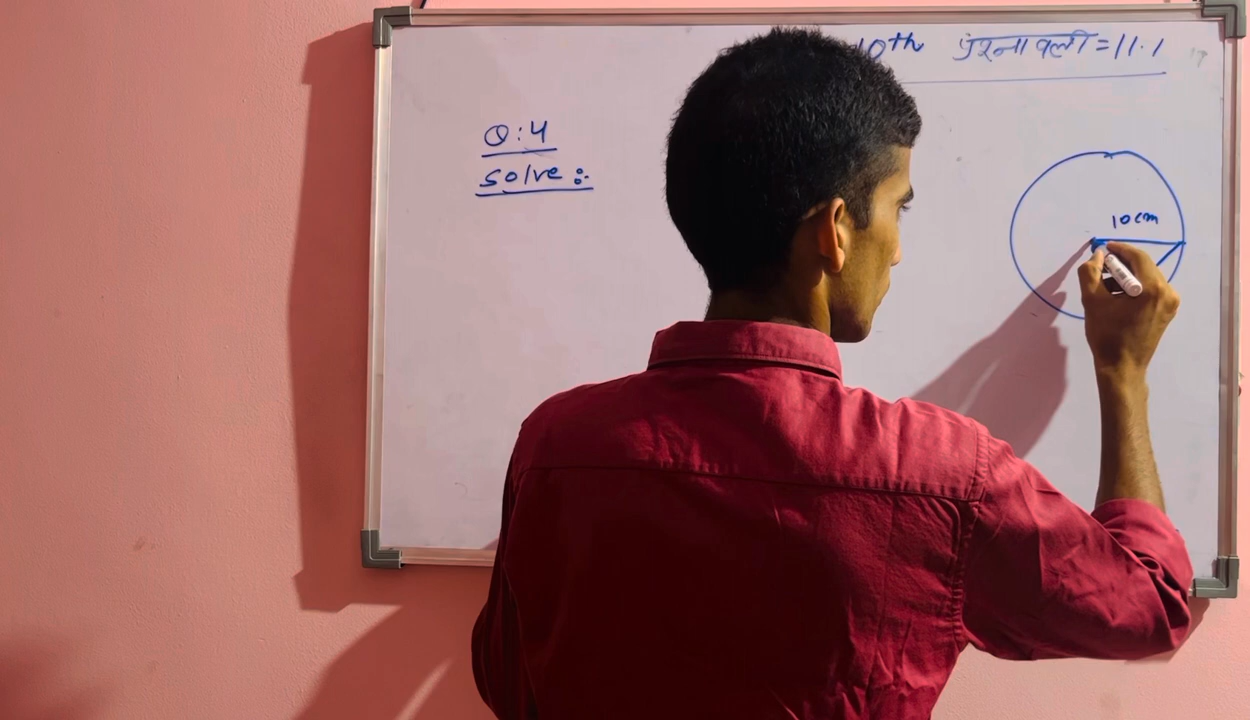 10th प्रश्नावली = 11.1
Q:4
Solve :-
10cm